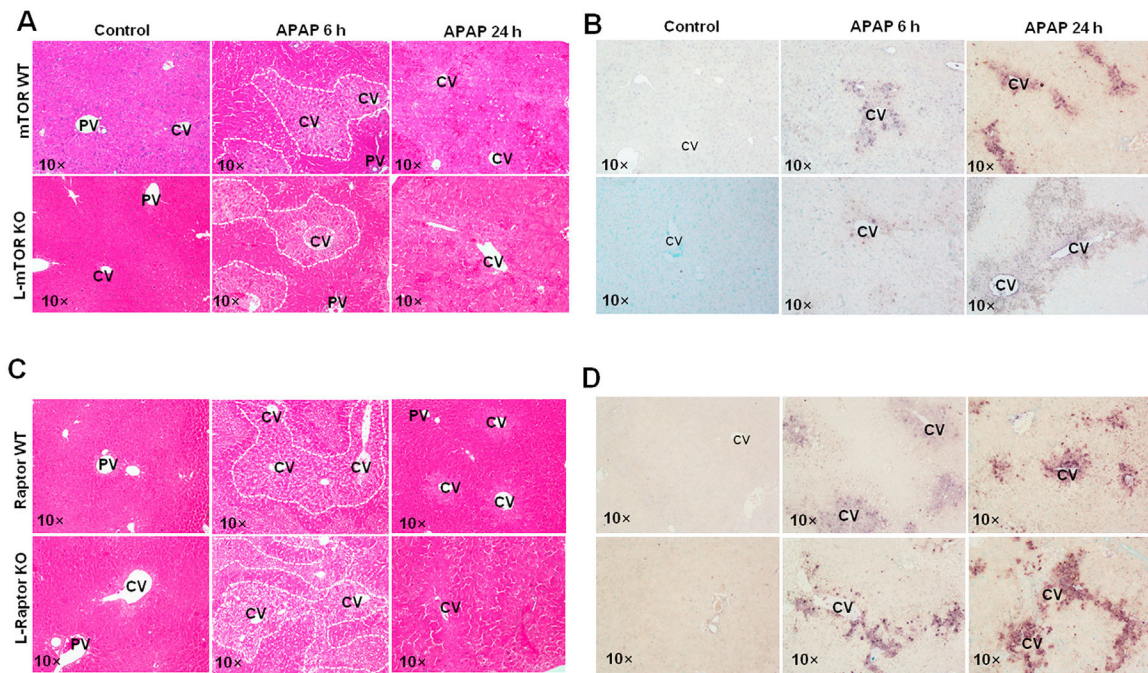 A
Control APAP 6 h APAP 24 h
mTOR WT
PV CV CV CV PV CV CV
10× 10× 10×
L-mTOR KO
PV CV CV PV CV
10× 10× 10×
B
Control APAP 6 h APAP 24 h
CV CV CV
10× 10× 10×
CV CV CV CV
10× 10× 10×
C
Raptor WT
PV CV CV CV PV CV CV CV
10× 10× 10×
L-Raptor KO
CV PV CV CV CV
10× 10× 10×
D
CV CV CV CV
10× 10× 10×
CV CV CV
10× 10× 10×